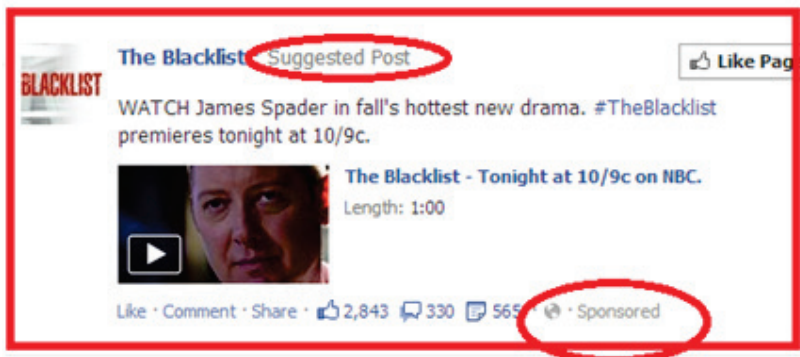 The Blacklist · Suggested Post
Like Pag
BLACKLIST
WATCH James Spader in fall's hottest new drama. #TheBlacklist
premieres tonight at 10/9c.
The Blacklist - Tonight at 10/9c on NBC.
Length: 1:00
Like · Comment · Share · 2,843 330 565 · Sponsored